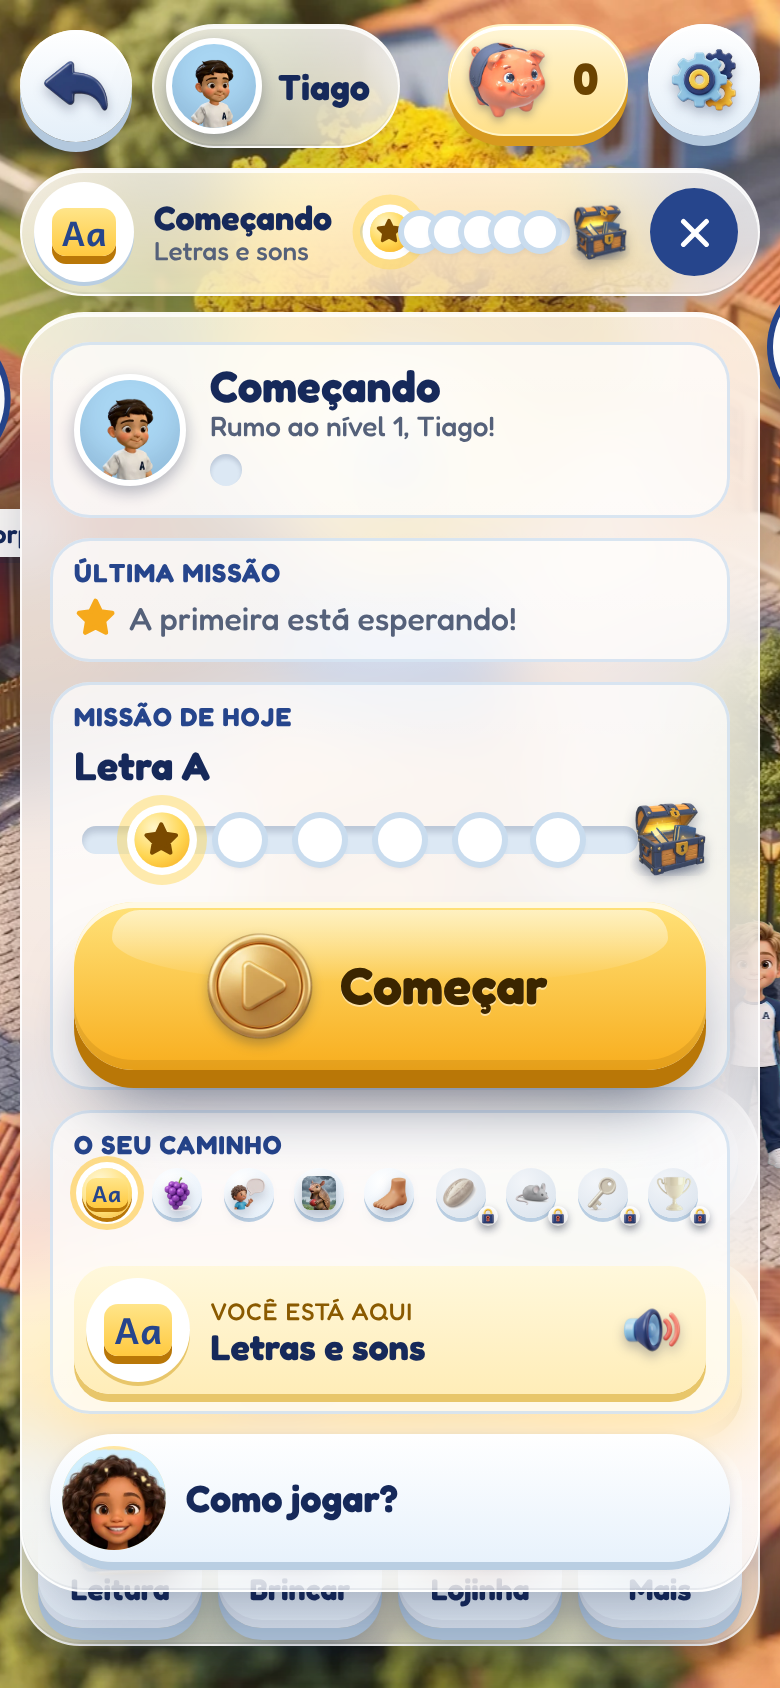 Tiago
0
Aa
Começando
Letras e sons
Começando
Rumo ao nível 1, Tiago!
A
ÚLTIMA MISSÃO
A primeira está esperando!
MISSÃO DE HOJE
Letra A
Começar
A
O SEU CAMINHO
Aa
Aa
VOCÊ ESTÁ AQUI
Letras e sons
Como jogar?
Leitura
Brincar
Lojinha
Mais